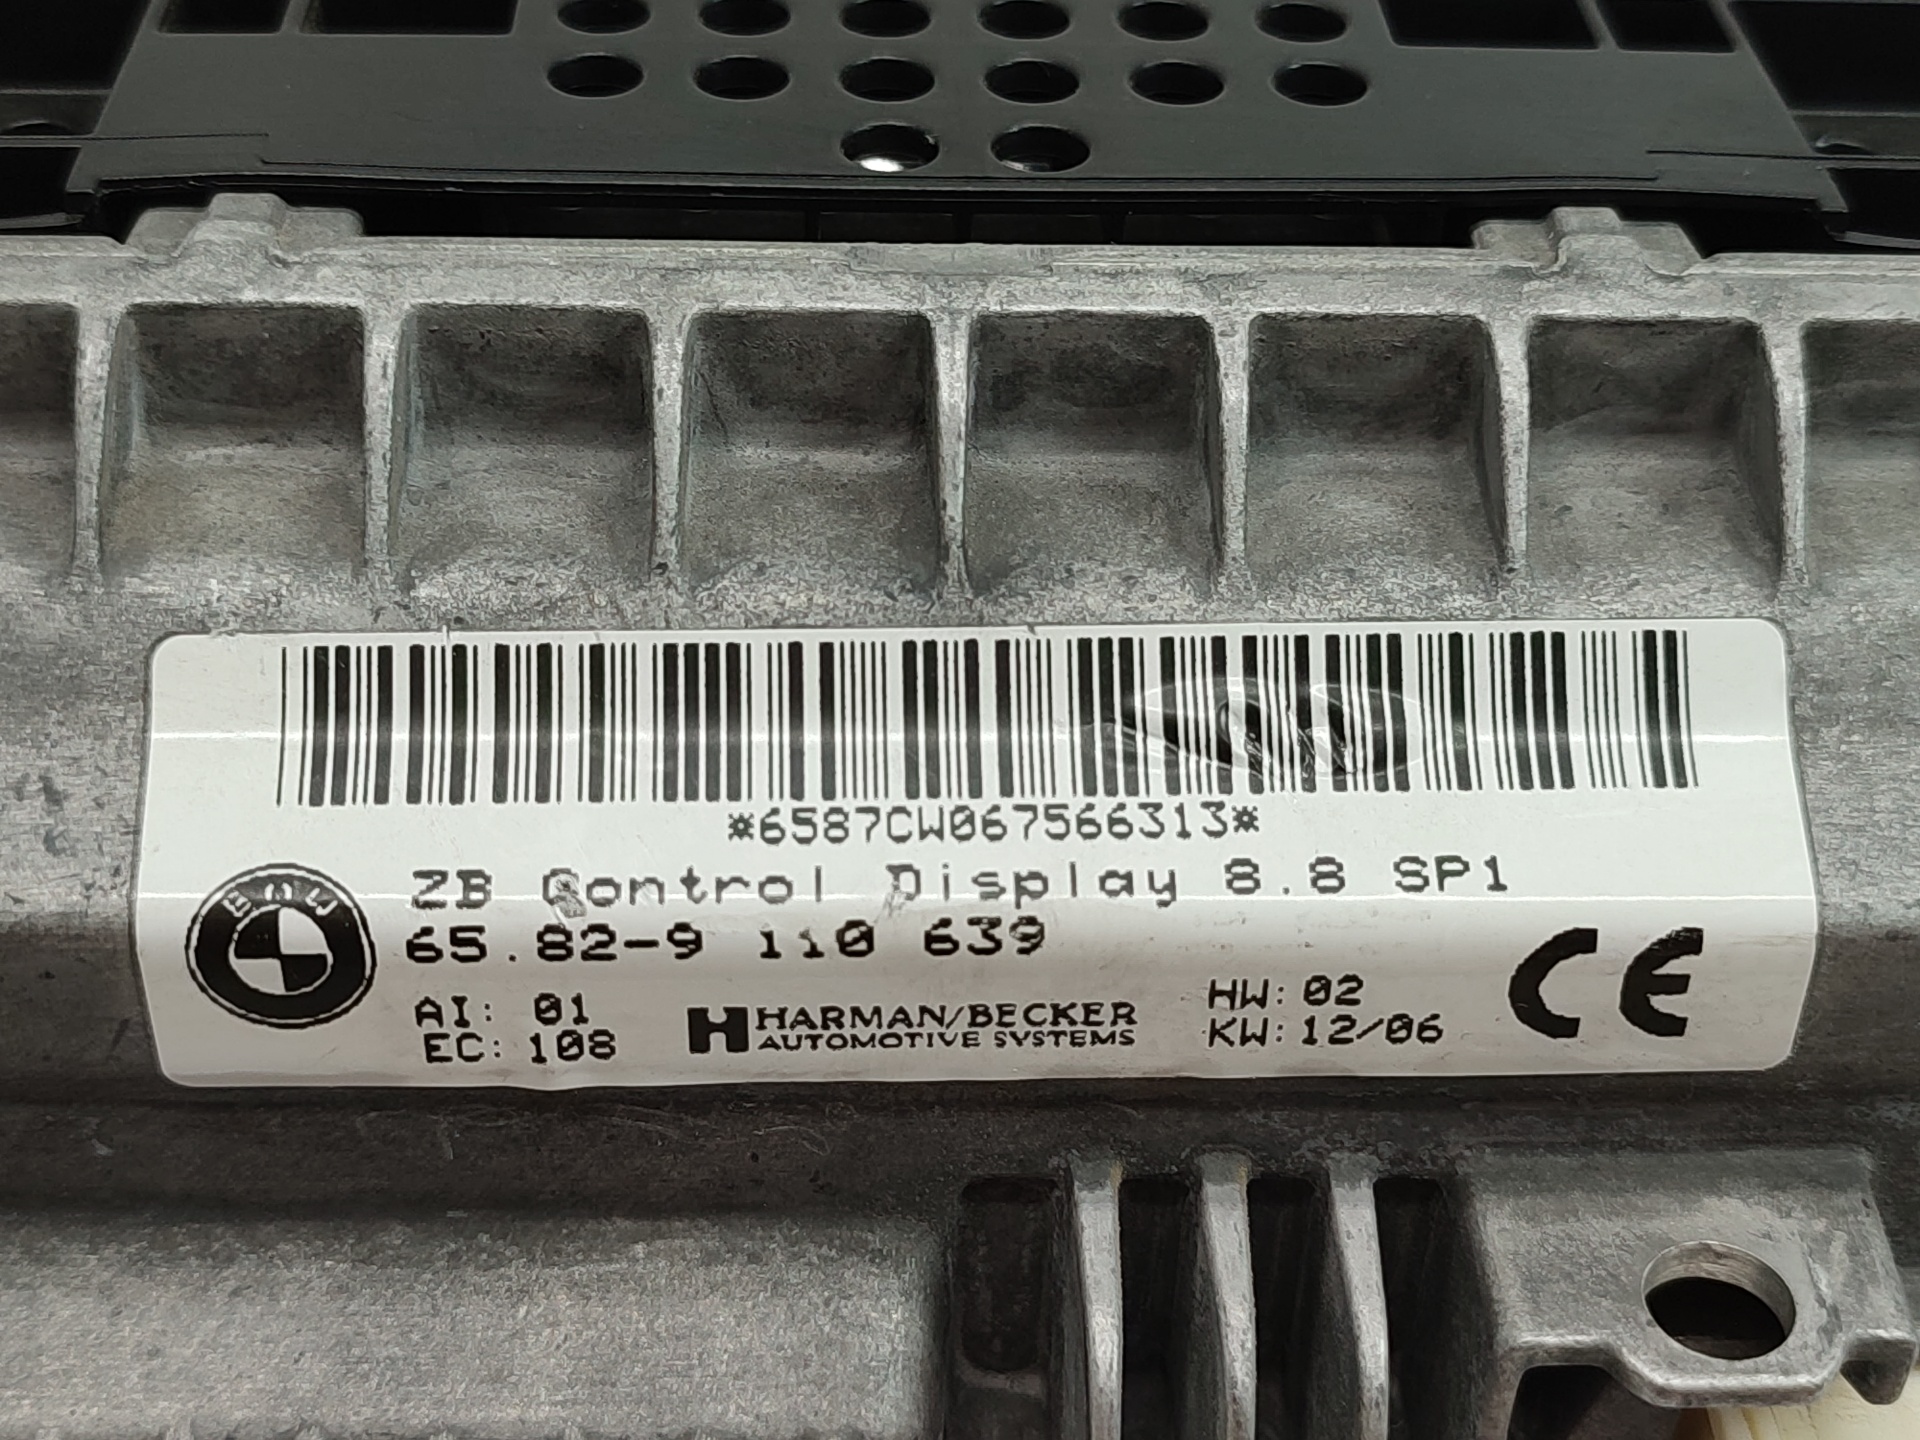 *6587CW067566313*
ZB Control Display 8.8 SP1
BMW
65.82-9 110 639
AI: 01
EC: 108
HARMAN/BECKER
AUTOMOTIVE SYSTEMS
HW: 02
KW: 12/06
CE